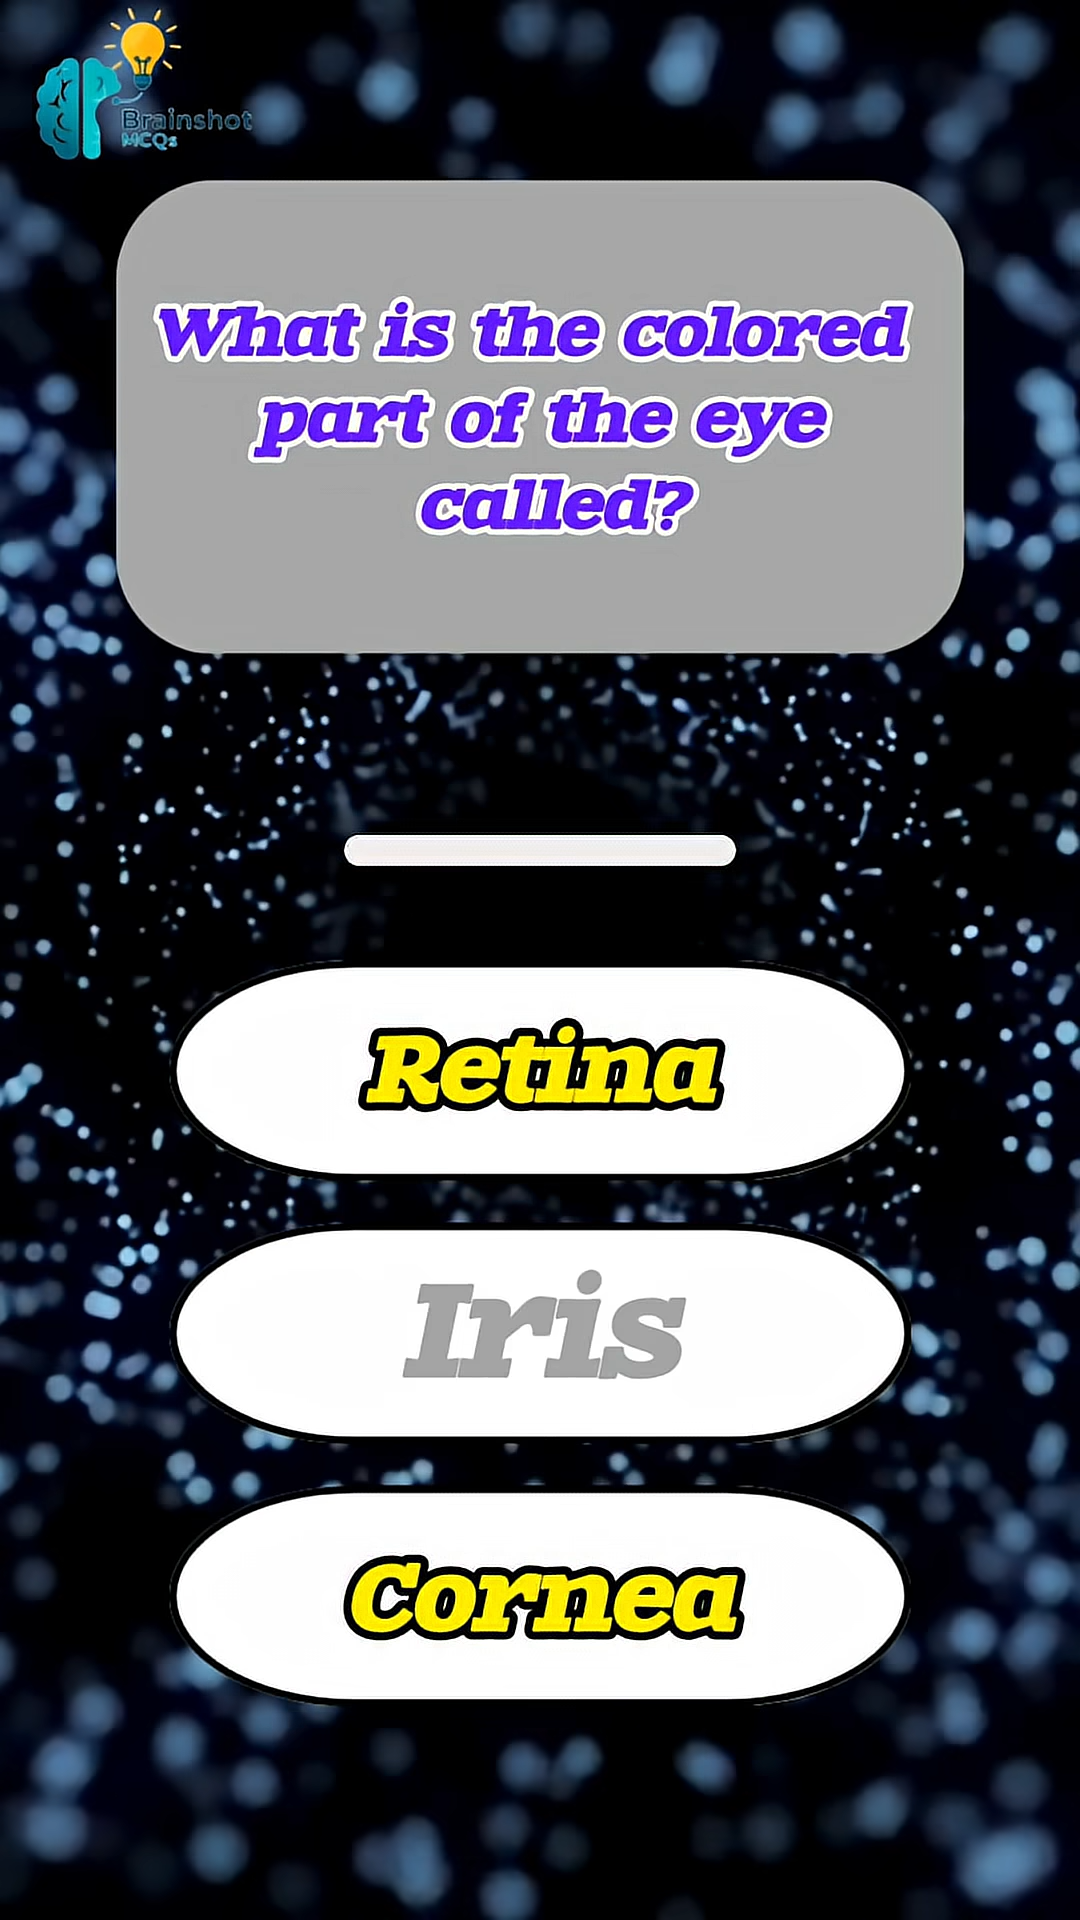 Brainshot
MCQs
What is the colored
part of the eye
called?
Retina
Iris
Cornea